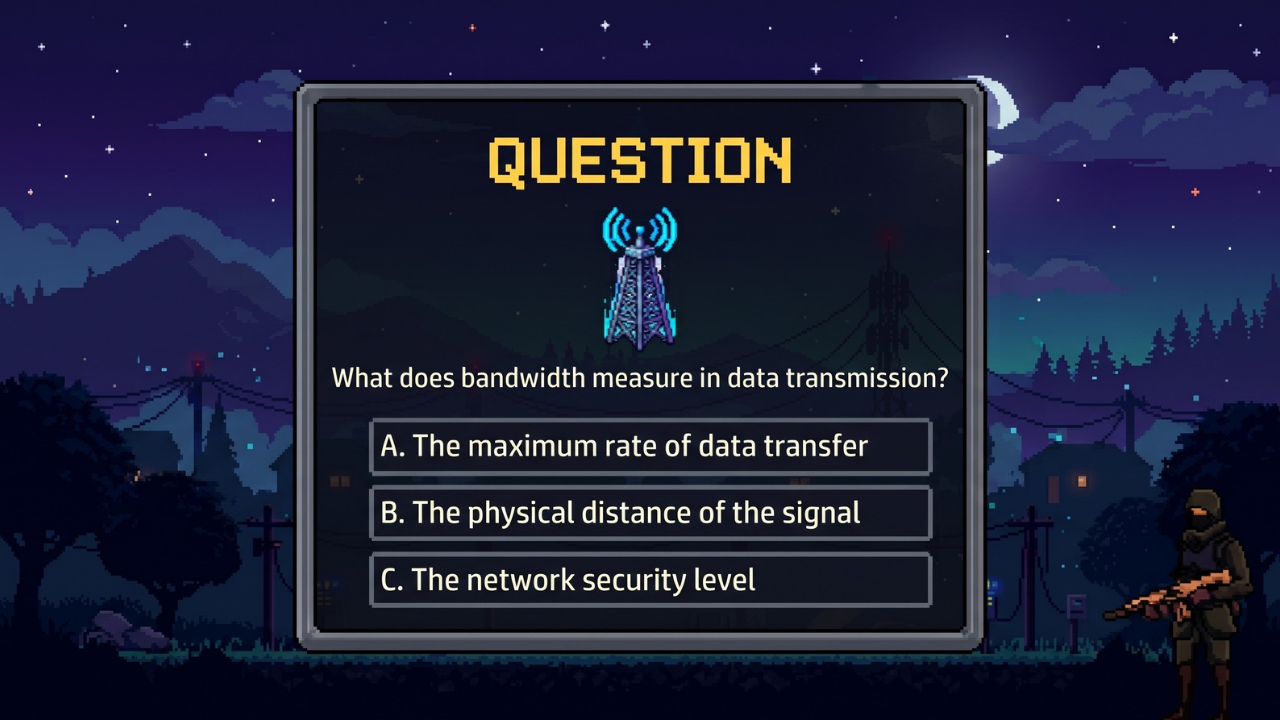 QUESTION
What does bandwidth measure in data transmission?
A. The maximum rate of data transfer
B. The physical distance of the signal
C. The network security level